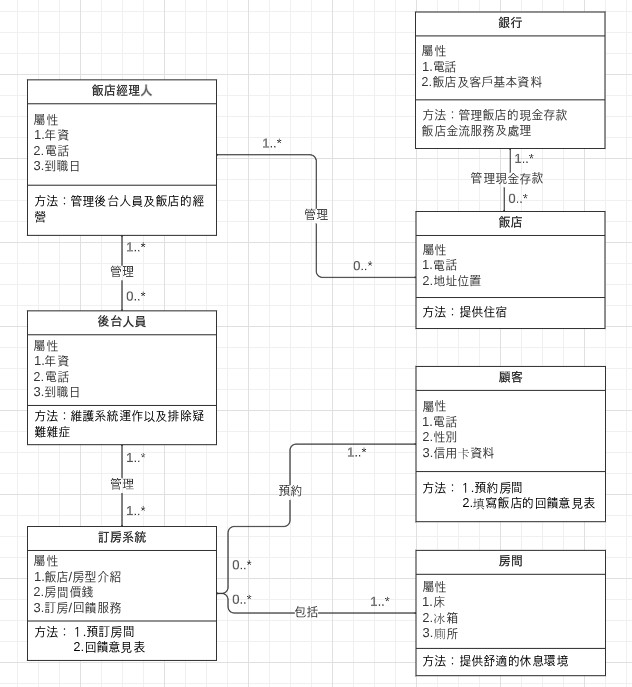 銀行
屬性
1.電話
2.飯店及客戶基本資料
方法：管理飯店的現金存款
飯店金流服務及處理
飯店經理人
屬性
1.年資
2.電話
3.到職日
方法：管理後台人員及飯店的經
營
1..*
管理
0..*
1..*
管理現金存款
0..*
飯店
屬性
1.電話
2.地址位置
方法：提供住宿
1..*
管理
0..*
後台人員
屬性
1.年資
2.電話
3.到職日
方法：維護系統運作以及排除疑
難雜症
顧客
屬性
1.電話
2.性別
3.信用卡資料
方法： 1.預約房間
2.填寫飯店的回饋意見表
1..*
管理
1..*
1..*
預約
0..*
訂房系統
屬性
1.飯店/房型介紹
2.房間價錢
3.訂房/回饋服務
方法： 1.預訂房間
2.回饋意見表
0..*
包括
1..*
房間
屬性
1.床
2.冰箱
3.廁所
方法：提供舒適的休息環境